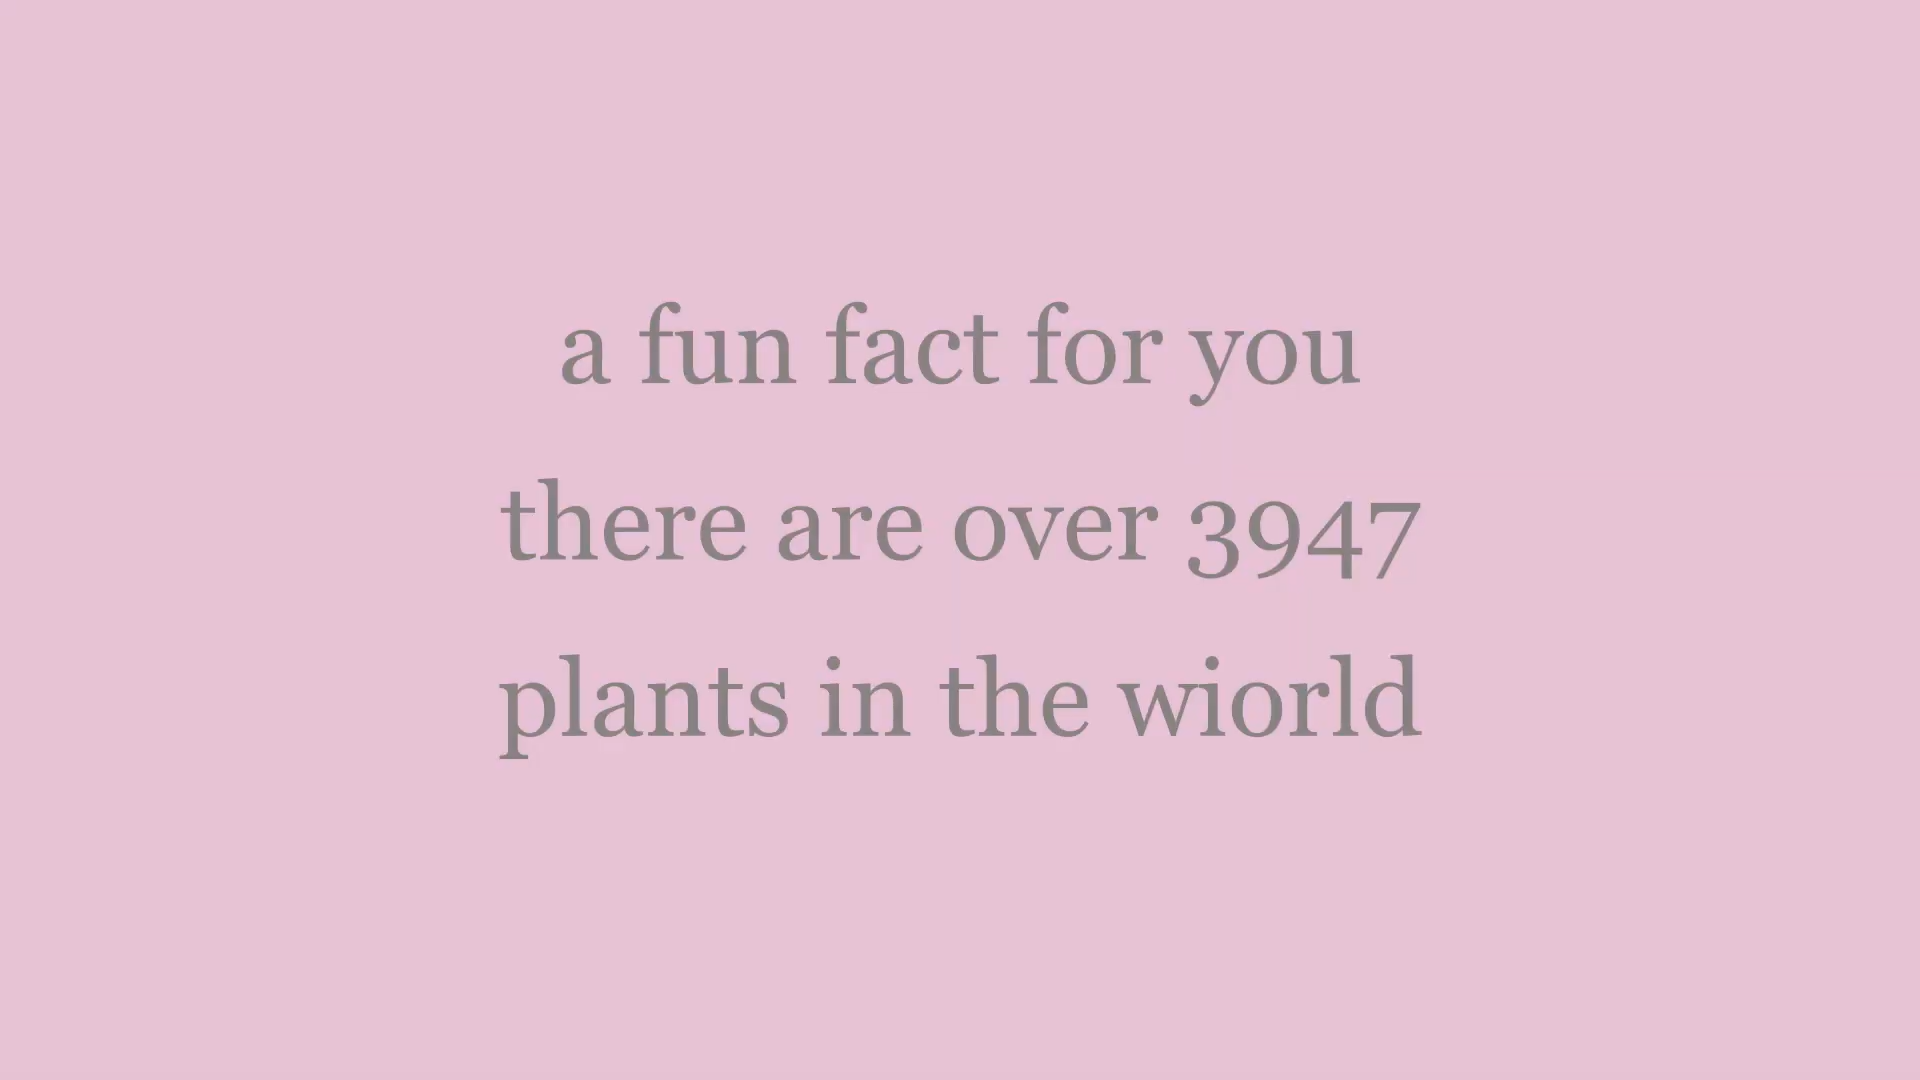 a fun fact for you
there are over 3947
plants in the wiorld